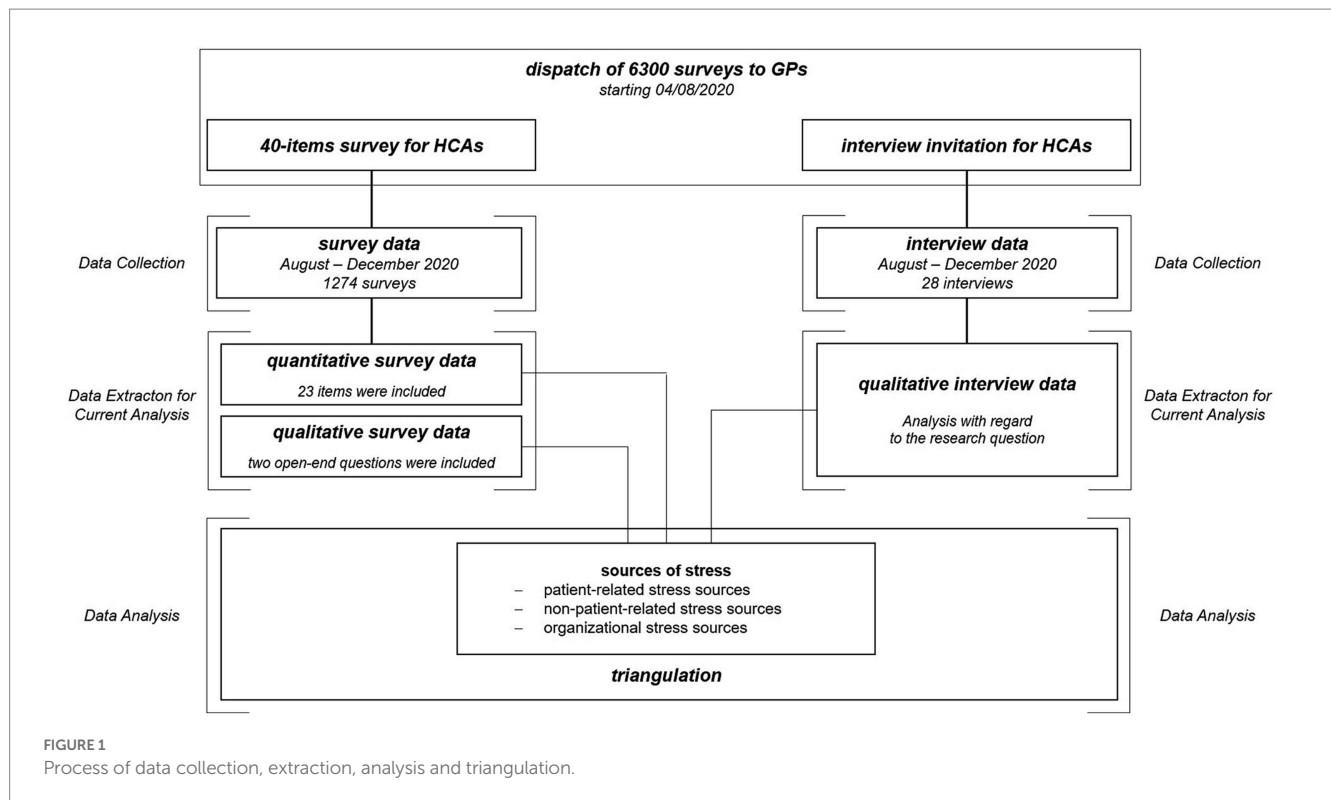 dispatch of 6300 surveys to GPs
starting 04/08/2020
40-items survey for HCAs
interview invitation for HCAs
Data Collection
survey data
August – December 2020
1274 surveys
interview data
August – December 2020
28 interviews
Data Collection
Data Extracton for
Current Analysis
quantitative survey data
23 items were included
qualitative survey data
two open-end questions were included
qualitative interview data
Analysis with regard
to the research question
Data Extracton for
Current Analysis
Data Analysis
sources of stress
– patient-related stress sources
– non-patient-related stress sources
– organizational stress sources
triangulation
Data Analysis
FIGURE 1
Process of data collection, extraction, analysis and triangulation.